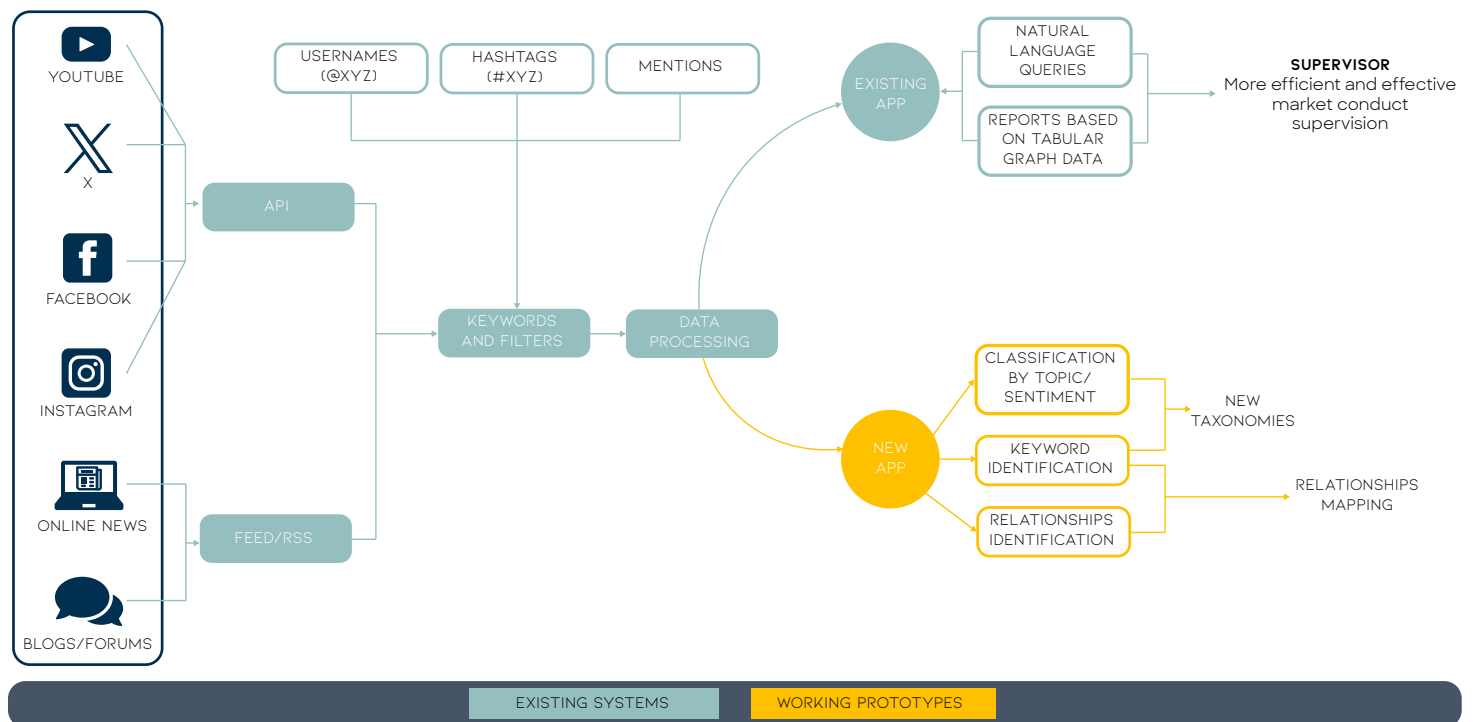 YOUTUBE
X
FACEBOOK
INSTAGRAM
ONLINE NEWS
BLOGS/FORUMS
API
FEED/RSS
USERNAMES
(@XYZ)
HASHTAGS
(#XYZ)
MENTIONS
KEYWORDS
AND FILTERS
DATA
PROCESSING
EXISTING
APP
NATURAL
LANGUAGE
QUERIES
REPORTS BASED
ON TABULAR
GRAPH DATA
SUPERVISOR
More efficient and effective
market conduct
supervision
NEW
APP
CLASSIFICATION
BY TOPIC/
SENTIMENT
KEYWORD
IDENTIFICATION
RELATIONSHIPS
IDENTIFICATION
NEW
TAXONOMIES
RELATIONSHIPS
MAPPING
EXISTING SYSTEMS
WORKING PROTOTYPES